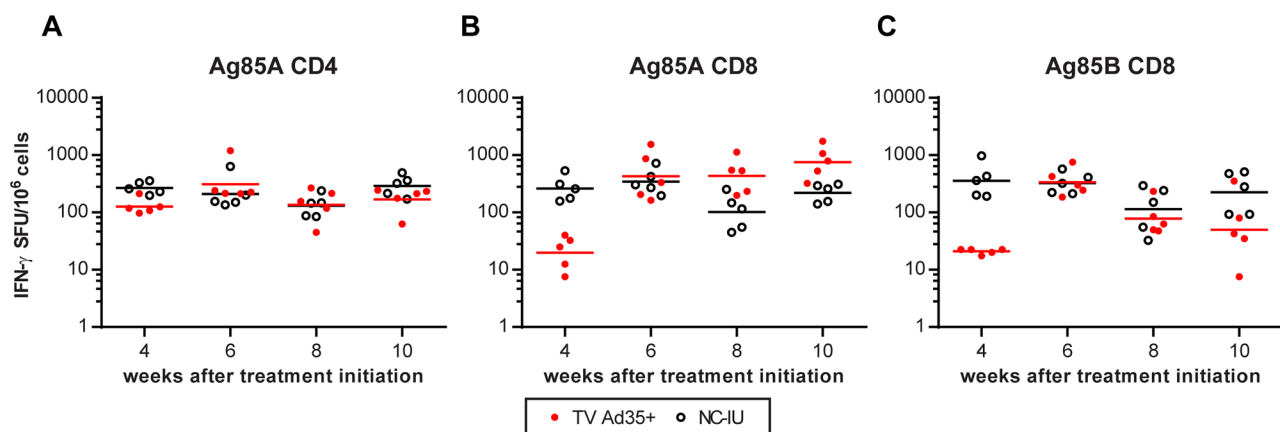 A B C
Ag85A CD4 Ag85A CD8 Ag85B CD8
IFN-γ SFU/10⁶ cells
10000 10000 10000
1000 1000 1000
100 100 100
10 10 10
1 1 1
4 6 8 10 4 6 8 10 4 6 8 10
weeks after treatment initiation weeks after treatment initiation weeks after treatment initiation
TV Ad35+ NC-IU